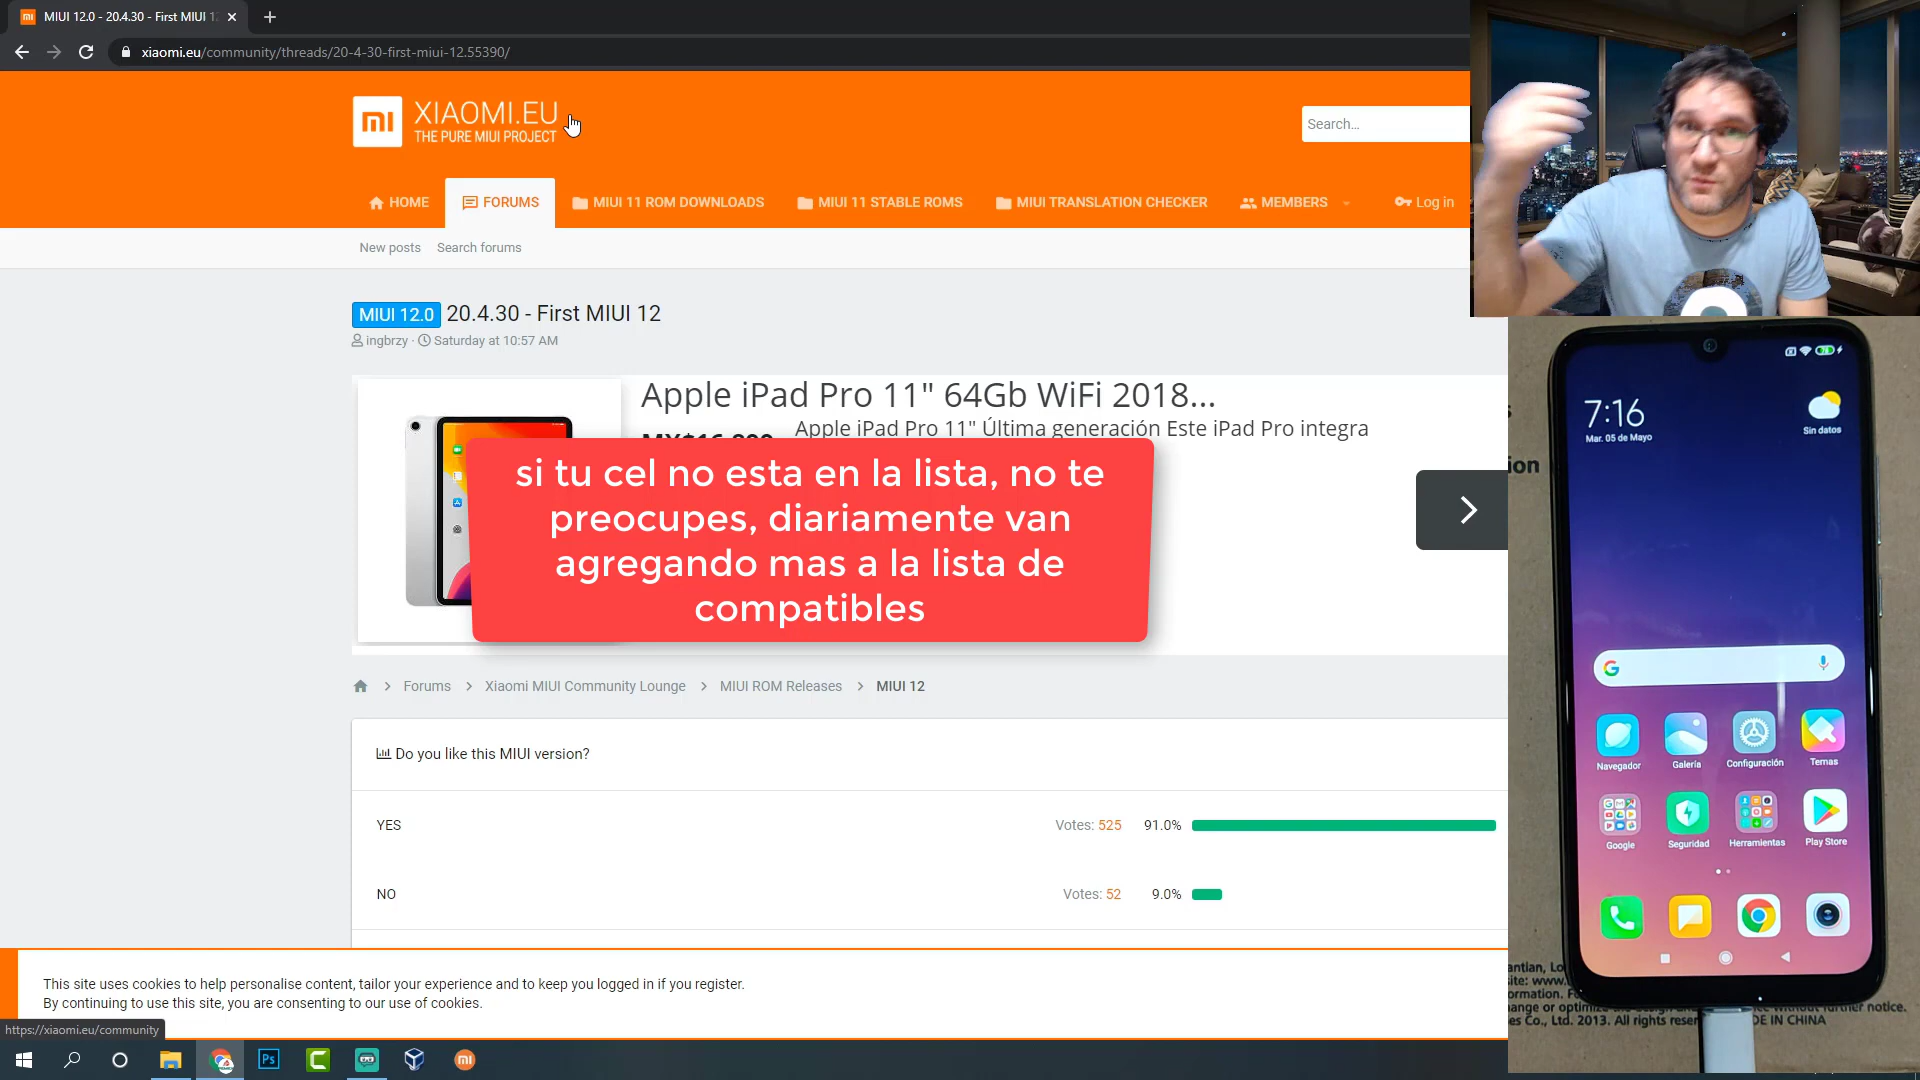 MIUI 12.0 - 20.4.30 - First MIUI 12
xiaomi.eu/community/threads/20-4-30-first-miui-12.55390/
mi
XIAOMI.EU
THE PURE MIUI PROJECT
Search...
HOME
FORUMS
MIUI 11 ROM DOWNLOADS
MIUI 11 STABLE ROMS
MIUI TRANSLATION CHECKER
MEMBERS
Log in
New posts
Search forums
MIUI 12.0 20.4.30 - First MIUI 12
ingbrzy · Saturday at 10:57 AM
Apple iPad Pro 11" 64Gb WiFi 2018...
Apple iPad Pro 11" Última generación Este iPad Pro integra
si tu cel no esta en la lista, no te
preocupes, diariamente van
agregando mas a la lista de
compatibles
Forums
Xiaomi MIUI Community Lounge
MIUI ROM Releases
MIUI 12
Do you like this MIUI version?
YES
Votes: 525
91.0%
NO
Votes: 52
9.0%
This site uses cookies to help personalise content, tailor your experience and to keep you logged in if you register.
By continuing to use this site, you are consenting to our use of cookies.
https://xiaomi.eu/community
Ps
mi
7:16
Mar. 05 de Mayo
Sin datos
Navegador
Galería
Configuración
Temas
Google
Seguridad
Herramientas
Play Store
Co., Ltd. 2013. All rights